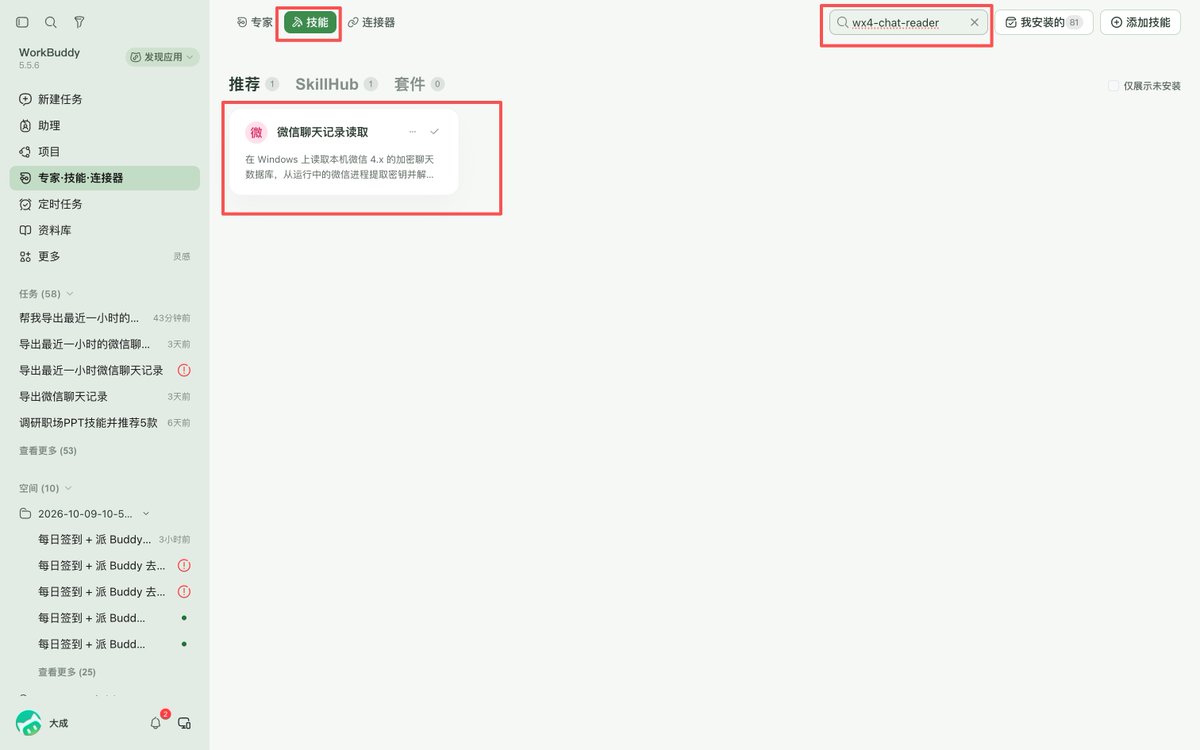 WorkBuddy
5.5.6
发现应用
新建任务
助理
项目
专家·技能·连接器
定时任务
资料库
更多
灵感
任务 (58)
帮我导出最近一小时的...
43分钟前
导出最近一小时的微信聊...
3天前
导出最近一小时微信聊天记录
导出微信聊天记录
3天前
调研职场PPT技能并推荐5款
6天前
查看更多 (53)
空间 (10)
2026-10-09-10-5...
每日签到 + 派 Buddy...
3小时前
每日签到 + 派 Buddy 去...
每日签到 + 派 Buddy 去...
每日签到 + 派 Budd...
每日签到 + 派 Budd...
查看更多 (25)
大成
2
专家
技能
连接器
wx4-chat-reader
我安装的 81
添加技能
推荐 1
SkillHub 1
套件 0
仅展示未安装
微
微信聊天记录读取
...
在 Windows 上读取本机微信 4.x 的加密聊天
数据库，从运行中的微信进程提取密钥并解...